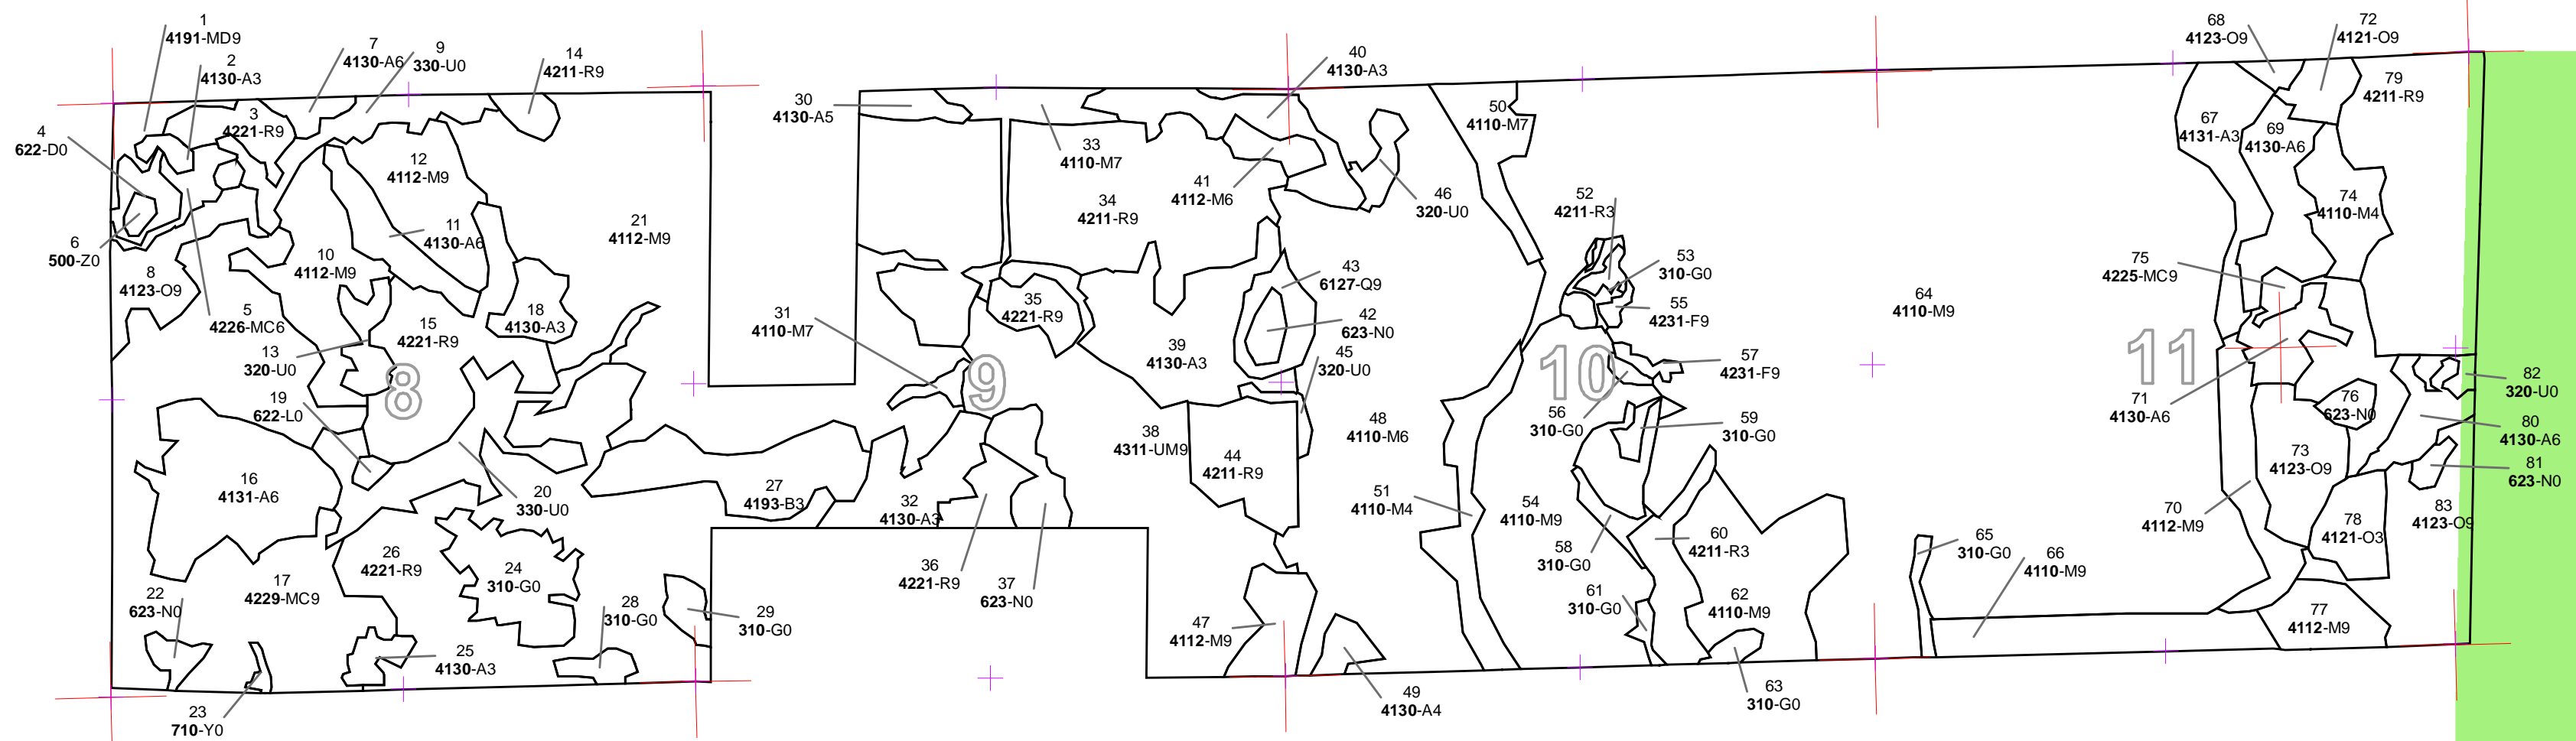 1
4191-MD9
2
4130-A3
3
4221-R9
4
622-D0
5
4226-MC6
6
500-Z0
7
4130-A6
8
4123-O9
9
330-U0
10
4112-M9
11
4130-A6
12
4112-M9
13
320-U0
14
4211-R9
15
4221-R9
16
4131-A6
17
4229-MC9
18
4130-A3
19
622-L0
20
330-U0
21
4112-M9
22
623-N0
23
710-Y0
24
310-G0
25
4130-A3
26
4221-R9
27
4193-B3
28
310-G0
29
310-G0
8
30
4130-A5
31
4110-M7
32
4130-A3
33
4110-M7
34
4211-R9
35
4221-R9
36
4221-R9
37
623-N0
38
4311-UM9
39
4130-A3
40
4130-A3
41
4112-M6
42
623-N0
43
6127-Q9
44
4211-R9
45
320-U0
46
320-U0
47
4112-M9
48
4110-M6
49
4130-A4
9
50
4110-M7
51
4110-M4
52
4211-R3
53
310-G0
54
4110-M9
55
4231-F9
56
310-G0
57
4231-F9
58
310-G0
59
310-G0
60
4211-R3
61
310-G0
62
4110-M9
63
310-G0
64
4110-M9
65
310-G0
66
4110-M9
10
67
4131-A3
68
4123-O9
69
4130-A6
70
4112-M9
71
4130-A6
72
4121-O9
73
4123-O9
74
4110-M4
75
4225-MC9
76
623-N0
77
4112-M9
78
4121-O3
79
4211-R9
80
4130-A6
81
623-N0
82
320-U0
83
4123-O9
11